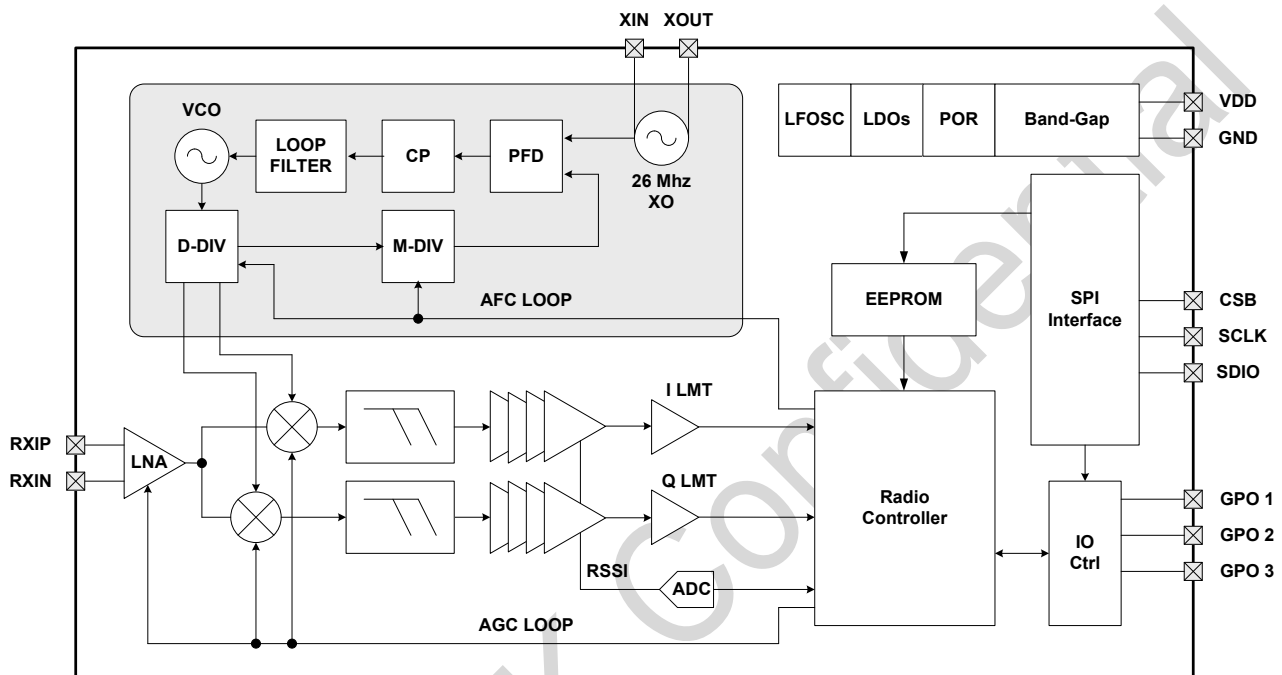 XIN XOUT
VCO
LOOP
FILTER
CP
PFD
26 Mhz
XO
D-DIV
M-DIV
AFC LOOP
LFOSC
LDOs
POR
Band-Gap
VDD
GND
EEPROM
SPI
Interface
CSB
SCLK
SDIO
RXIP
RXIN
LNA
I LMT
Q LMT
RSSI
ADC
AGC LOOP
Radio
Controller
IO
Ctrl
GPO 1
GPO 2
GPO 3
Confidential